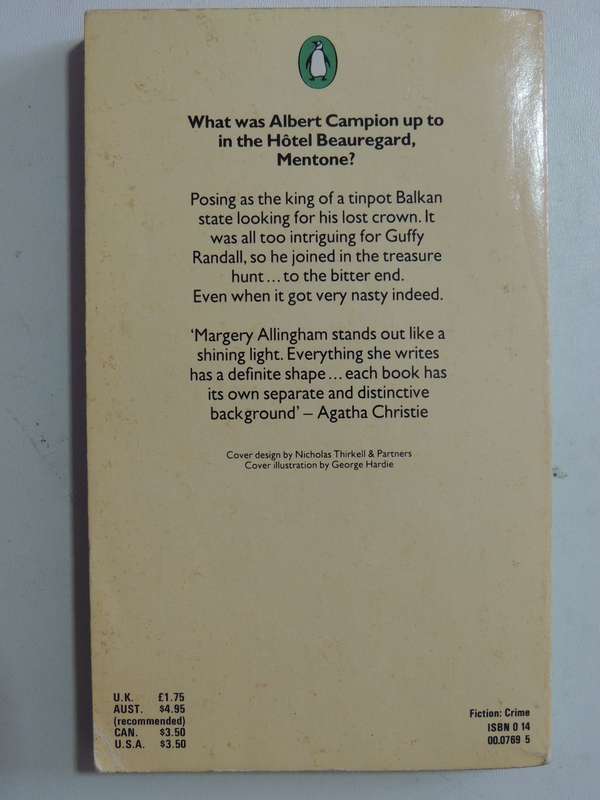 What was Albert Campion up to
in the Hôtel Beauregard,
Mentone?
Posing as the king of a tinpot Balkan
state looking for his lost crown. It
was all too intriguing for Guffy
Randall, so he joined in the treasure
hunt... to the bitter end.
Even when it got very nasty indeed.
‘Margery Allingham stands out like a
shining light. Everything she writes
has a definite shape... each book has
its own separate and distinctive
background’ – Agatha Christie
Cover design by Nicholas Thirkell & Partners
Cover illustration by George Hardie
U.K. £1.75
AUST. $4.95
(recommended)
CAN. $3.50
U.S.A. $3.50
Fiction: Crime
ISBN 0 14
00.0769 5